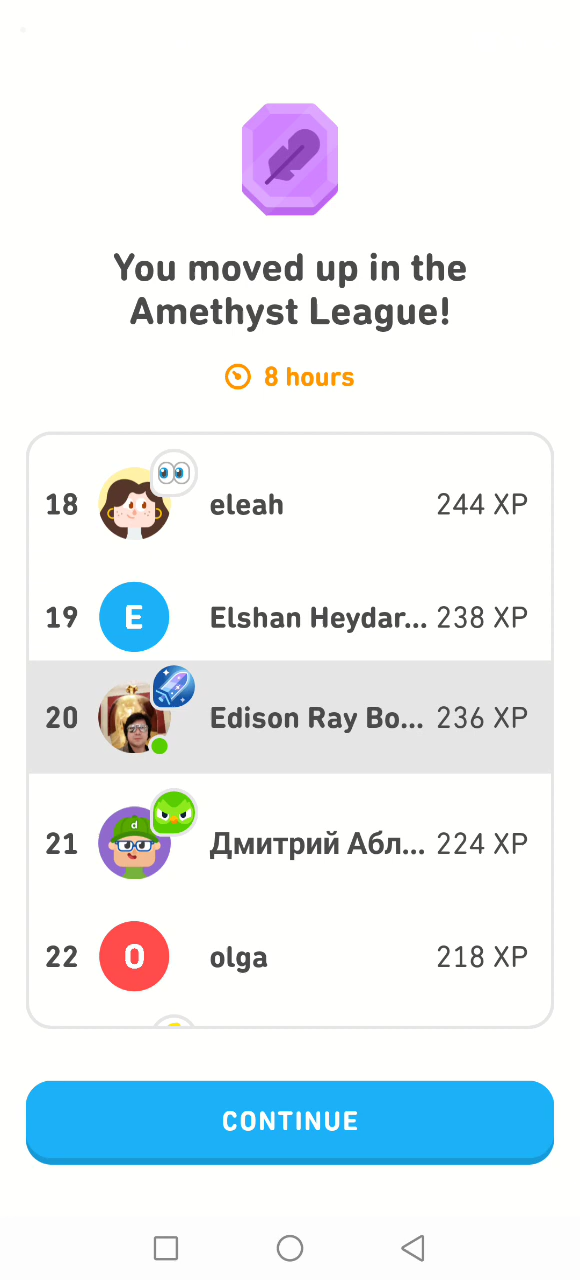 You moved up in the
Amethyst League!
8 hours
18 eleah 244 XP
19 E Elshan Heydar... 238 XP
20 Edison Ray Bo... 236 XP
d
21 Дмитрий Абл... 224 XP
22 O olga 218 XP
CONTINUE